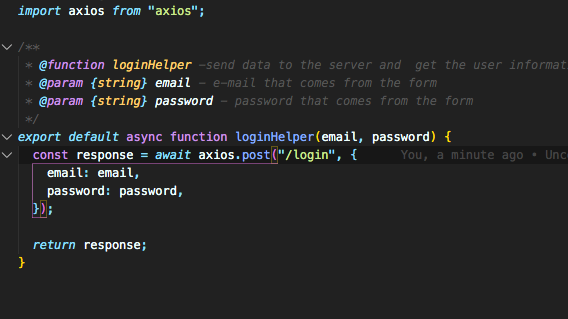 import axios from "axios";
/**
* @function loginHelper -send data to the server and  get the user informat
* @param {string} email - e-mail that comes from the form
* @param {string} password - password that comes from the form
*/
export default async function loginHelper(email, password) {
const response = await axios.post("/login", { You, a minute ago • Unco
email: email,
password: password,
});
return response;
}